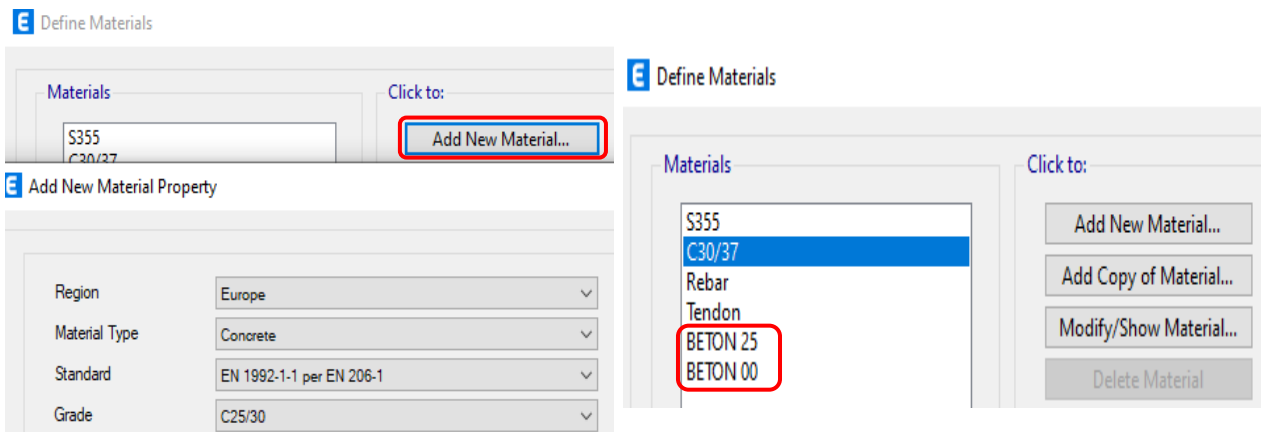 Define Materials
Materials
Click to:
S355
C30/37
Add New Material...
Add New Material Property
Region
Europe
Material Type
Concrete
Standard
EN 1992-1-1 per EN 206-1
Grade
C25/30
Define Materials
Materials
Click to:
S355
C30/37
Rebar
Tendon
BETON 25
BETON 00
Add New Material...
Add Copy of Material...
Modify/Show Material...
Delete Material